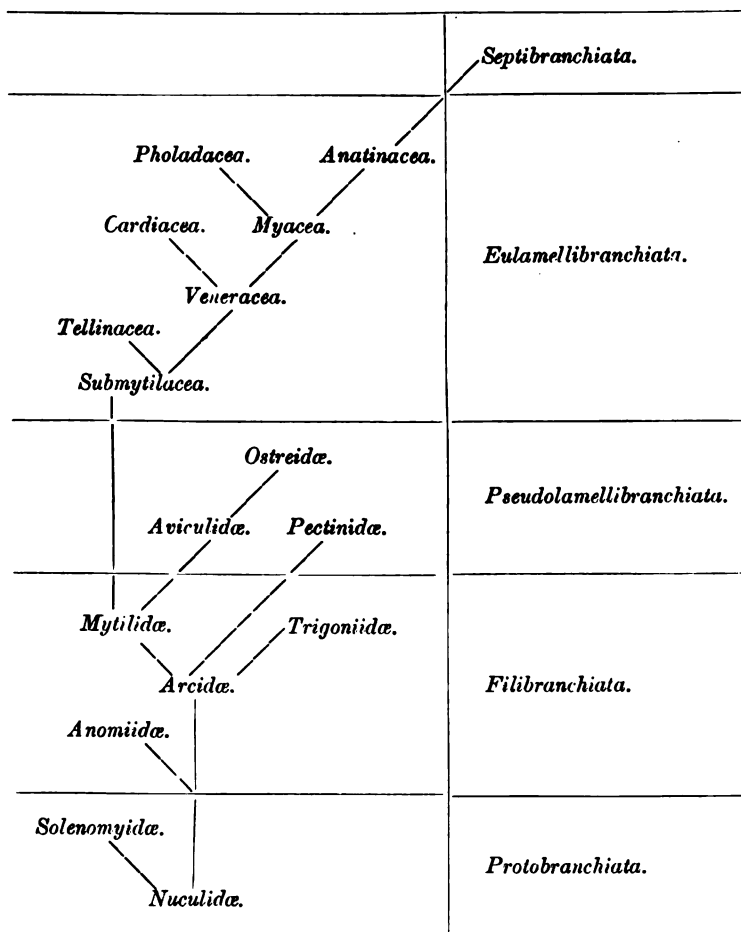 Septibranchiata.
Pholadacea. Anatinacea.
Cardiacea. Myacea.
Eulamellibranchiata.
Veneracea.
Tellinacea.
Submytilacea.
Ostreidæ.
Pseudolamellibranchiata.
Aviculidæ. Pectinidæ.
Mytilidæ. Trigoniidæ.
Arcidæ. Filibranchiata.
Anomiidæ.
Solenomyidæ.
Protobranchiata.
Nuculidæ.